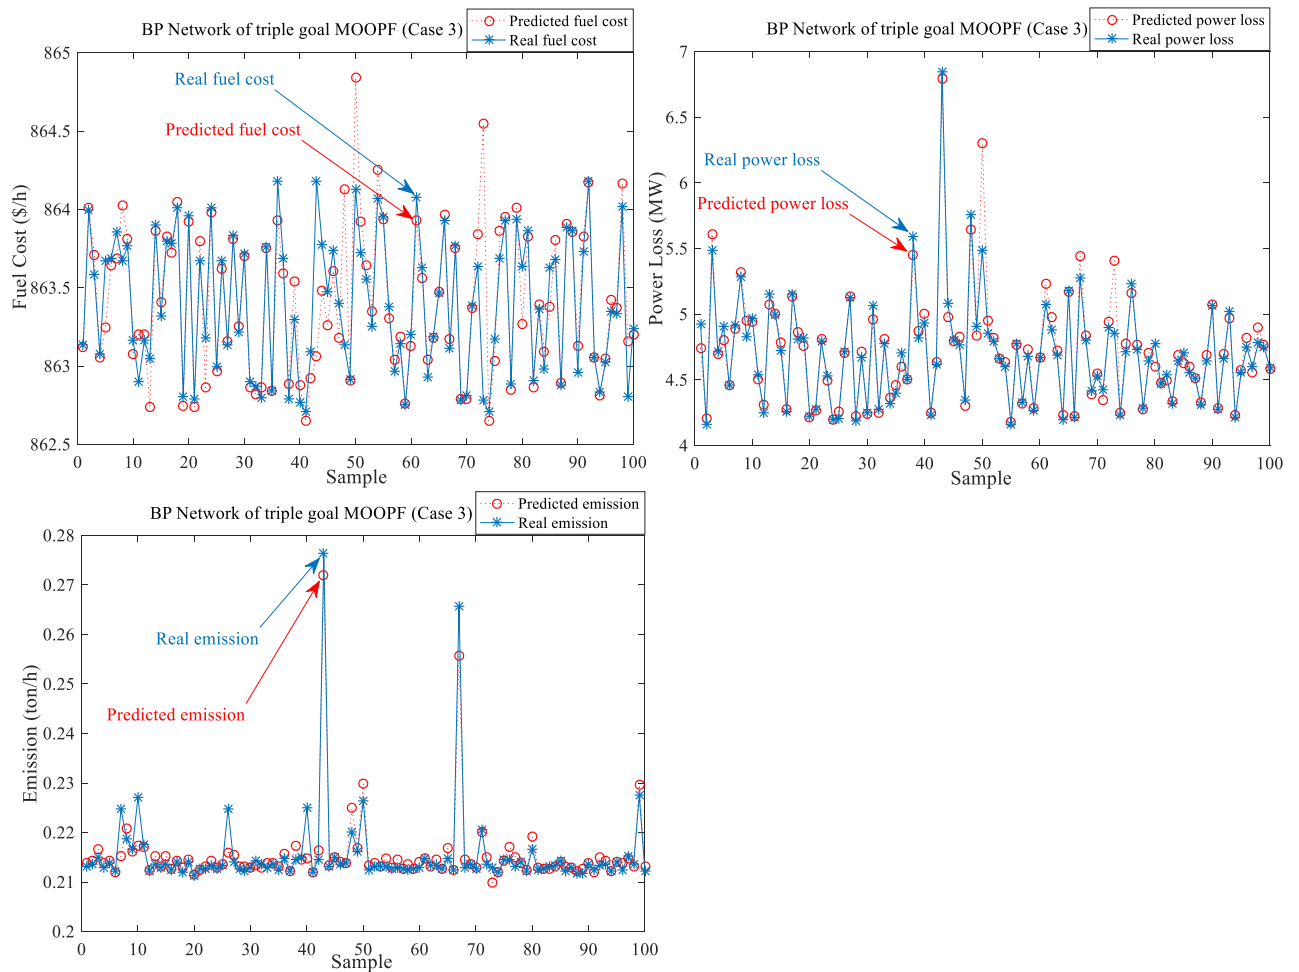 BP Network of triple goal MOOPF (Case 3)
Predicted fuel cost
Real fuel cost
865
864.5
864
863.5
863
862.5
Fuel Cost ($/h)
Real fuel cost
Predicted fuel cost
0 10 20 30 40 50 60 70 80 90 100
Sample
BP Network of triple goal MOOPF (Case 3)
Predicted power loss
Real power loss
7
6.5
6
5.5
5
4.5
4
Power Loss (MW)
Real power loss
Predicted power loss
0 10 20 30 40 50 60 70 80 90 100
Sample
BP Network of triple goal MOOPF (Case 3)
Predicted emission
Real emission
0.28
0.27
0.26
0.25
0.24
0.23
0.22
0.21
0.2
Emission (ton/h)
Real emission
Predicted emission
0 10 20 30 40 50 60 70 80 90 100
Sample